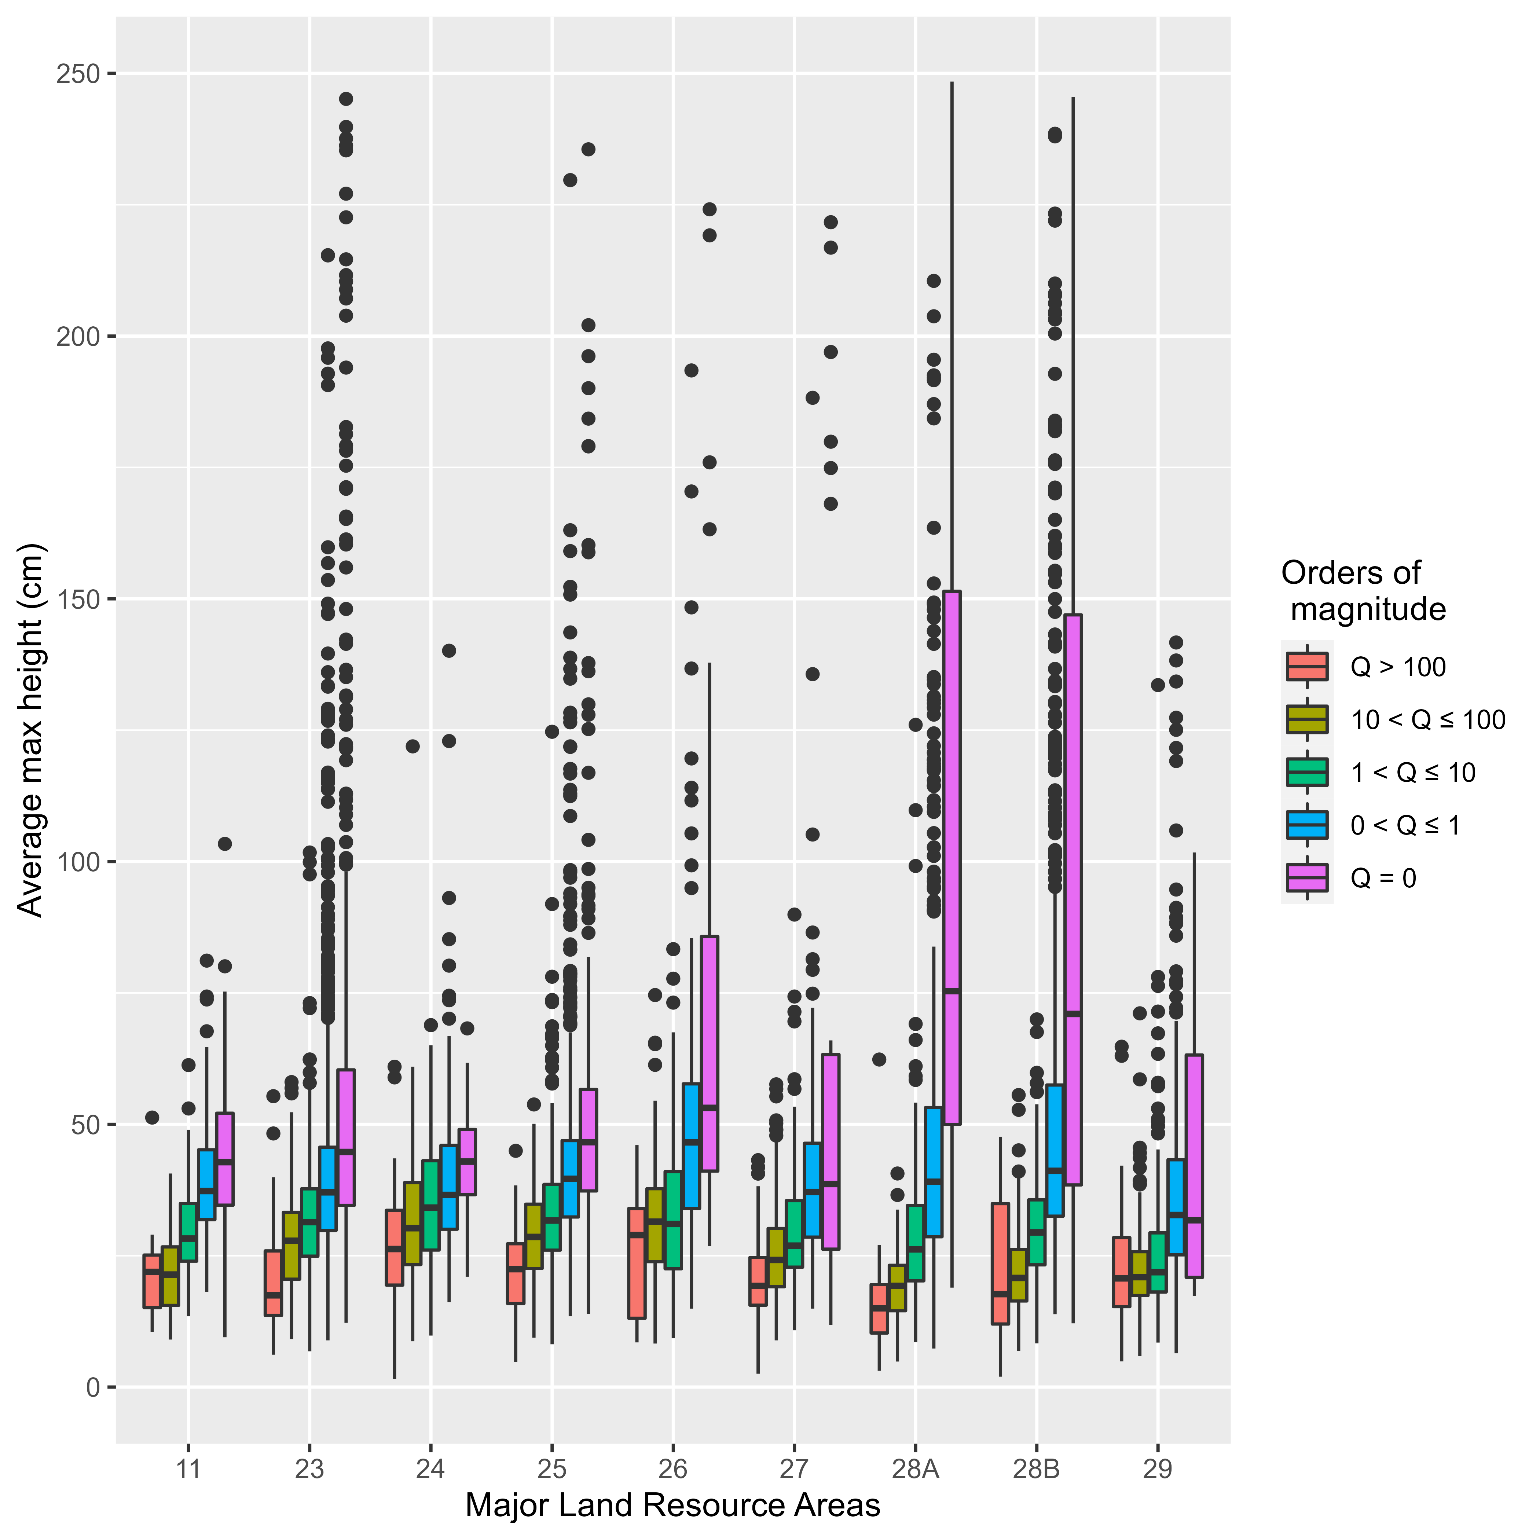 250
200
150
100
50
0
Average max height (cm)
11 23 24 25 26 27 28A 28B 29
Major Land Resource Areas
Orders of
magnitude
Q > 100
10 < Q ≤ 100
1 < Q ≤ 10
0 < Q ≤ 1
Q = 0